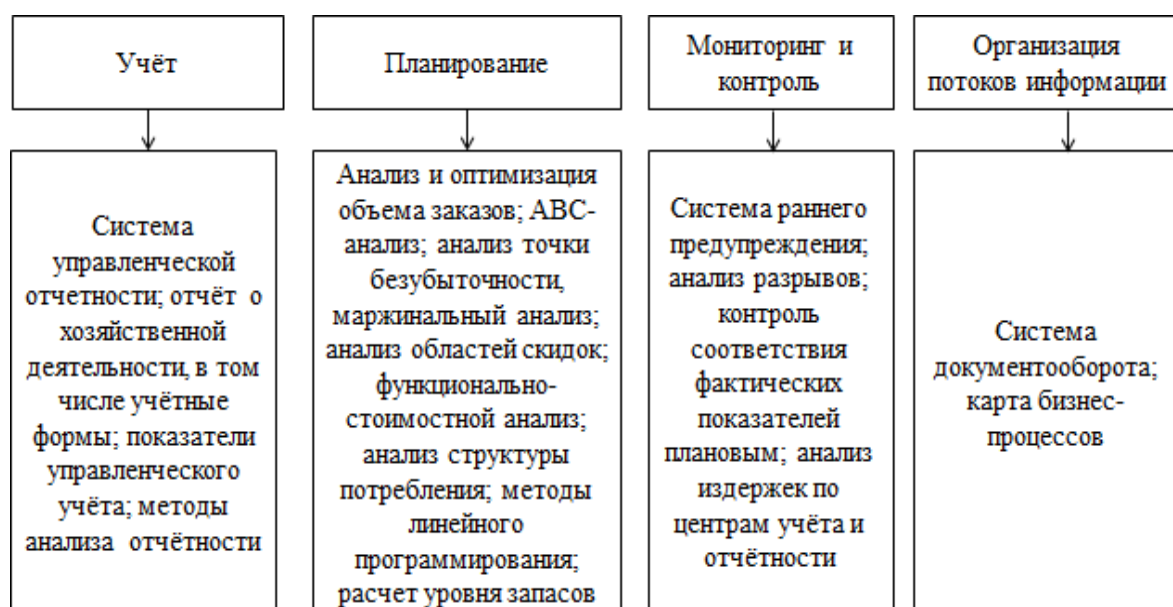 Учёт
Система
управленческой
отчетности; отчёт о
хозяйственной
деятельности, в том
числе учётные
формы; показатели
управленческого
учёта; методы
анализа отчётности
Планирование
Анализ и оптимизация
объема заказов; ABC-
анализ; анализ точки
безубыточности,
маржинальный анализ;
анализ областей скидок;
функционально-
стоимостной анализ;
анализ структуры
потребления; методы
линейного
программирования;
расчет уровня запасов
Мониторинг и
контроль
Система раннего
предупреждения;
анализ разрывов;
контроль
соответствия
фактических
показателей
плановым; анализ
издержек по
центрам учёта и
отчётности
Организация
потоков информации
Система
документооборота;
карта бизнес-
процессов